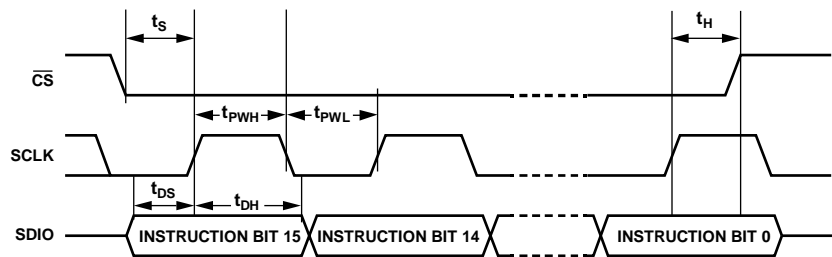 tS
tH
CS
tPWH
tPWL
SCLK
tDS
tDH
SDIO
INSTRUCTION BIT 15
INSTRUCTION BIT 14
INSTRUCTION BIT 0